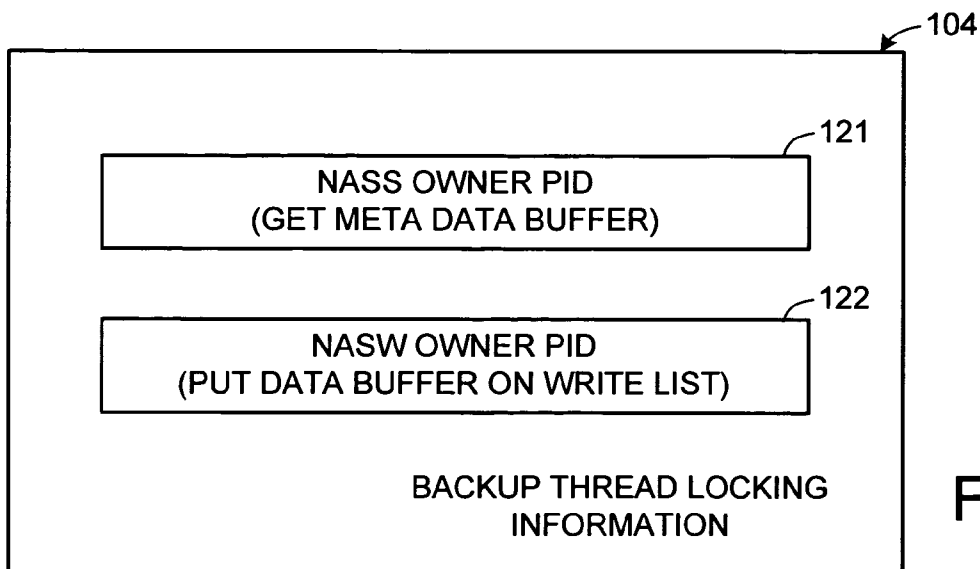 104
121
NASS OWNER PID
(GET META DATA BUFFER)
122
NASW OWNER PID
(PUT DATA BUFFER ON WRITE LIST)
BACKUP THREAD LOCKING
INFORMATION
F